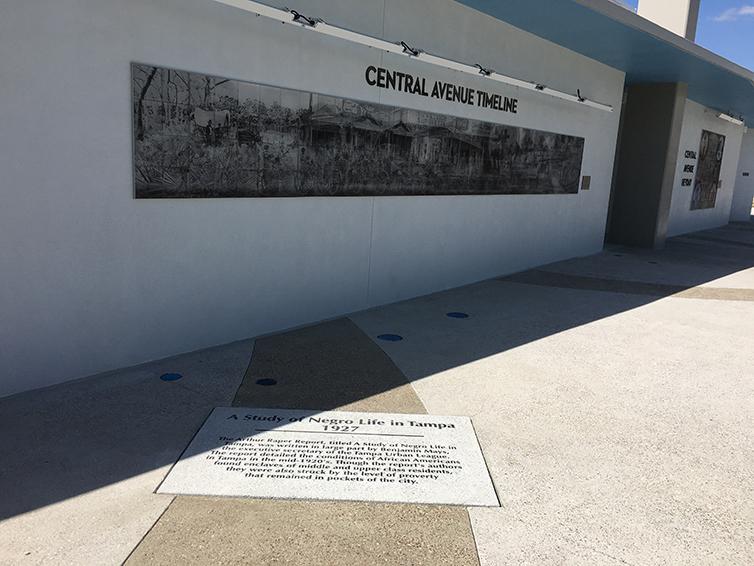 CENTRAL AVENUE TIMELINE
CENTRAL
AVENUE
A Study of Negro Life in Tampa
1927
The Arthur Raper Report, titled A Study of Negro Life in
Tampa, was written in large part by Benjamin Mays,
the executive secretary of the Tampa Urban League.
The report detailed the conditions of African Americans
in Tampa in the mid-1920's. Though the report's authors
found enclaves of middle and upper class residents,
they were also struck by the level of poverty
that remained in pockets of the city.